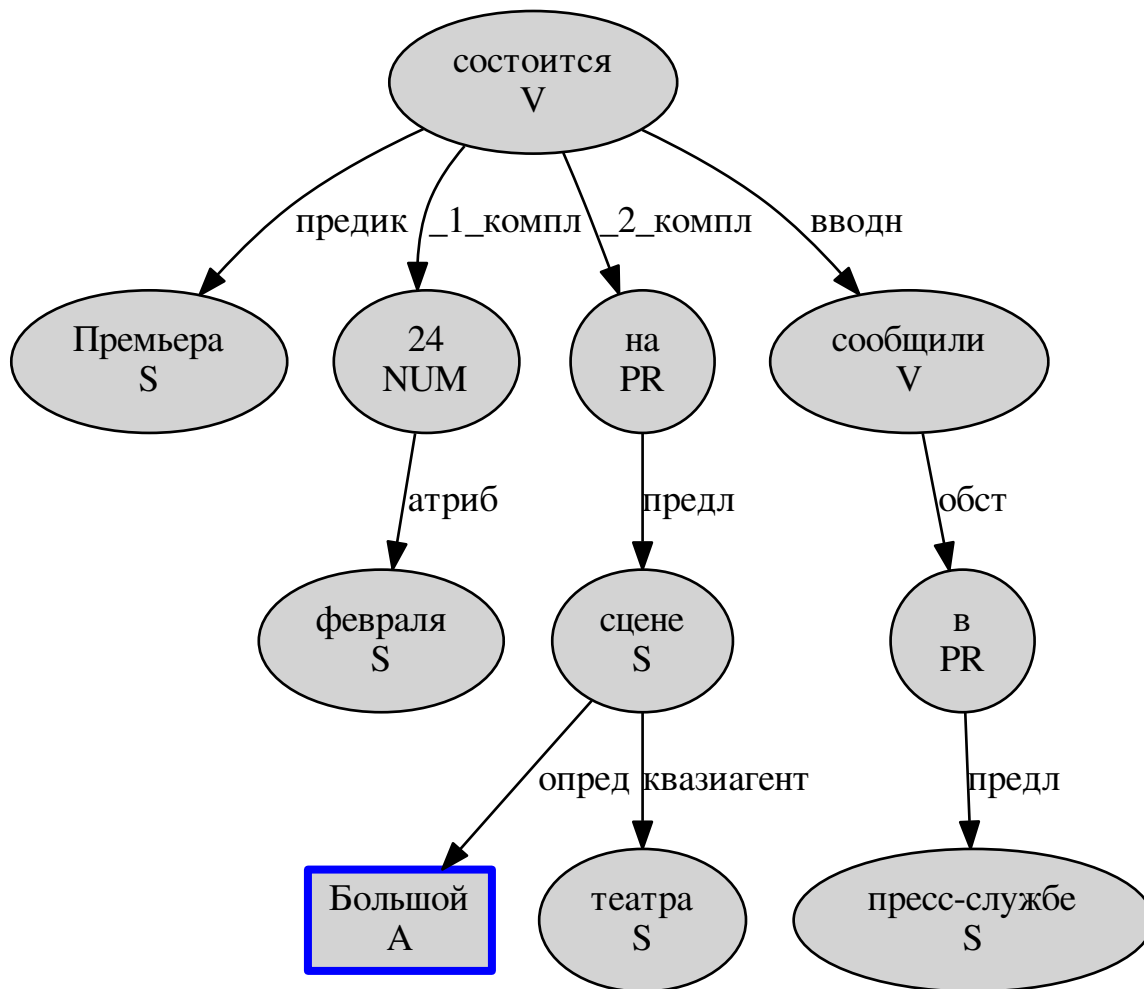 состоится
V
предик
_1_компл
_2_компл
вводн
Премьера
S
24
NUM
на
PR
сообщили
V
атриб
предл
обст
февраля
S
сцене
S
в
PR
опред
квазиагент
предл
Большой
A
театра
S
пресс-службе
S